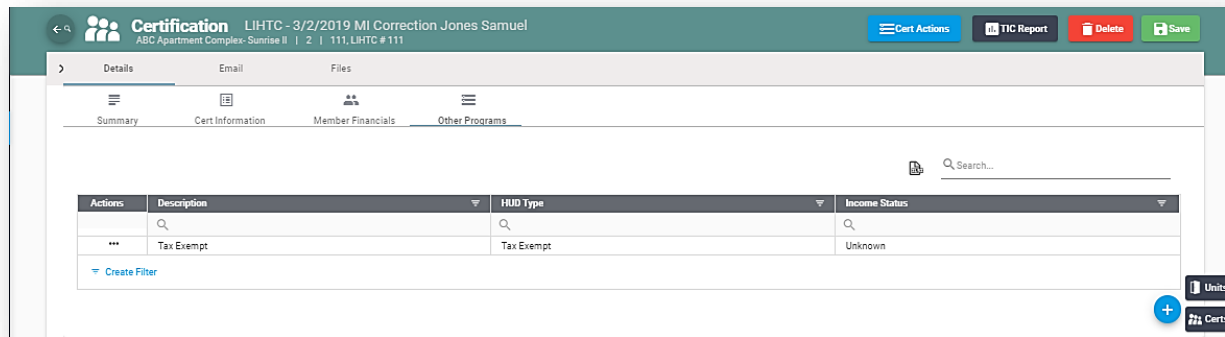 Certification LIHTC - 3/2/2019 MI Correction Jones Samuel
ABC Apartment Complex- Sunrise II | 2 | 111, LIHTC # 111
Cert Actions
TIC Report
Delete
Save
Details Email Files
Summary Cert Information Member Financials Other Programs
Search...
Actions Description HUD Type Income Status
Tax Exempt Tax Exempt Unknown
Create Filter
Units
Certs